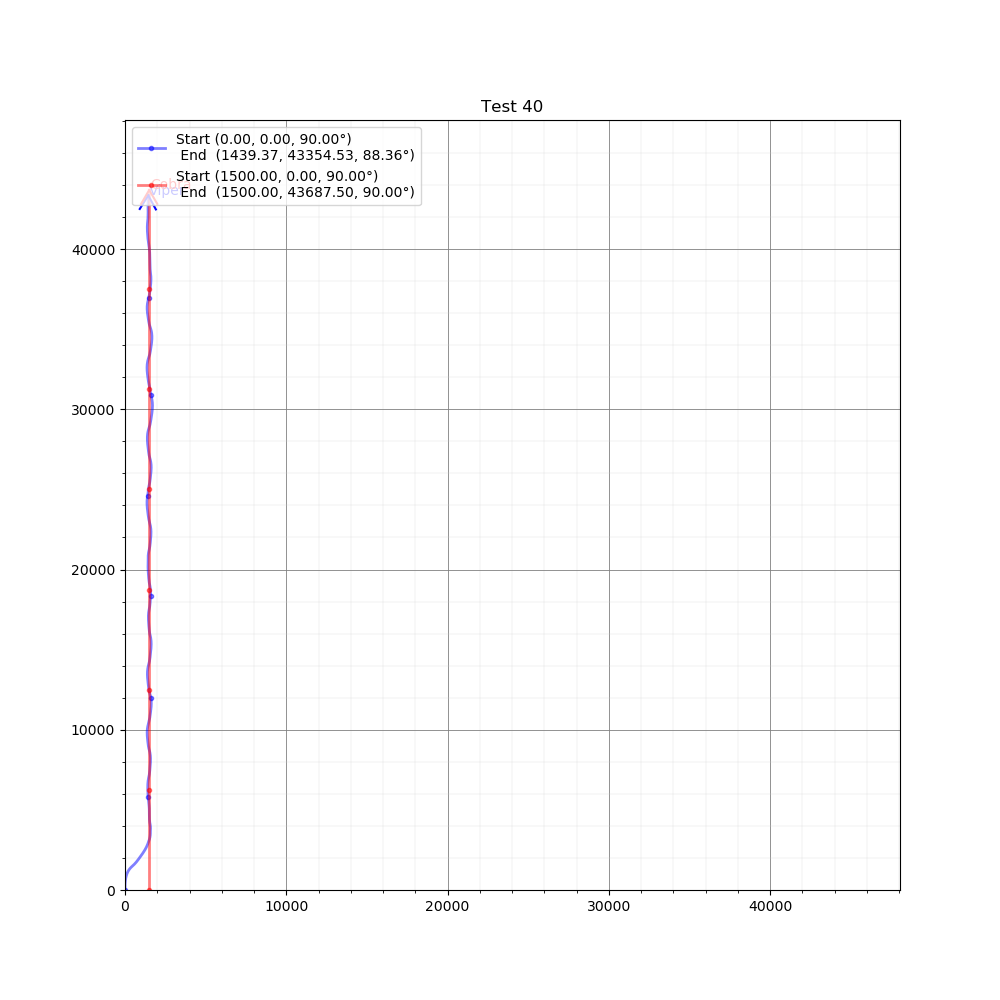 Test 40
Start (0.00, 0.00, 90.00°)
End (1439.37, 43354.53, 88.36°)
Start (1500.00, 0.00, 90.00°)
End (1500.00, 43687.50, 90.00°)
Cobra
Viper
40000
30000
20000
10000
0
0 10000 20000 30000 40000